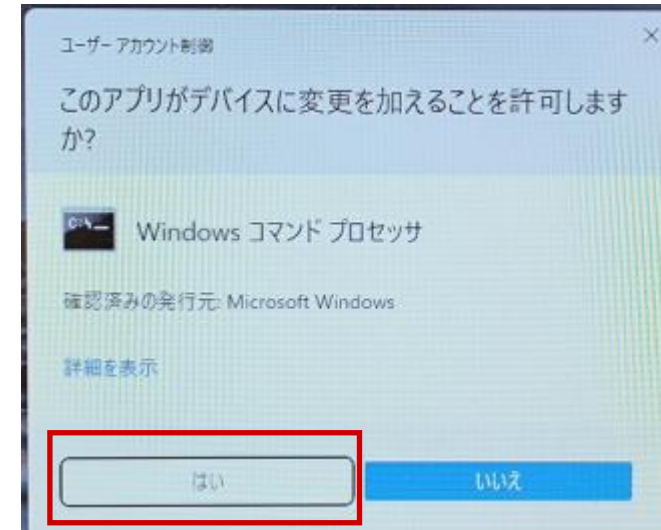 ユーザー アカウント制御
このアプリがデバイスに変更を加えることを許可します
か?
Windows コマンド プロセッサ
確認済みの発行元: Microsoft Windows
詳細を表示
はい
いいえ